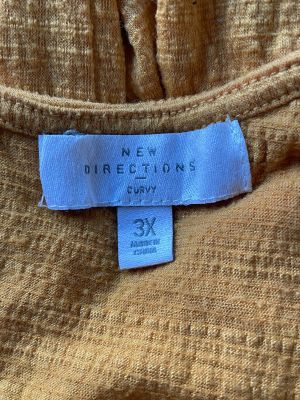 NEW
DIRECTIONS
CURVY
3X
MADE IN
CHINA